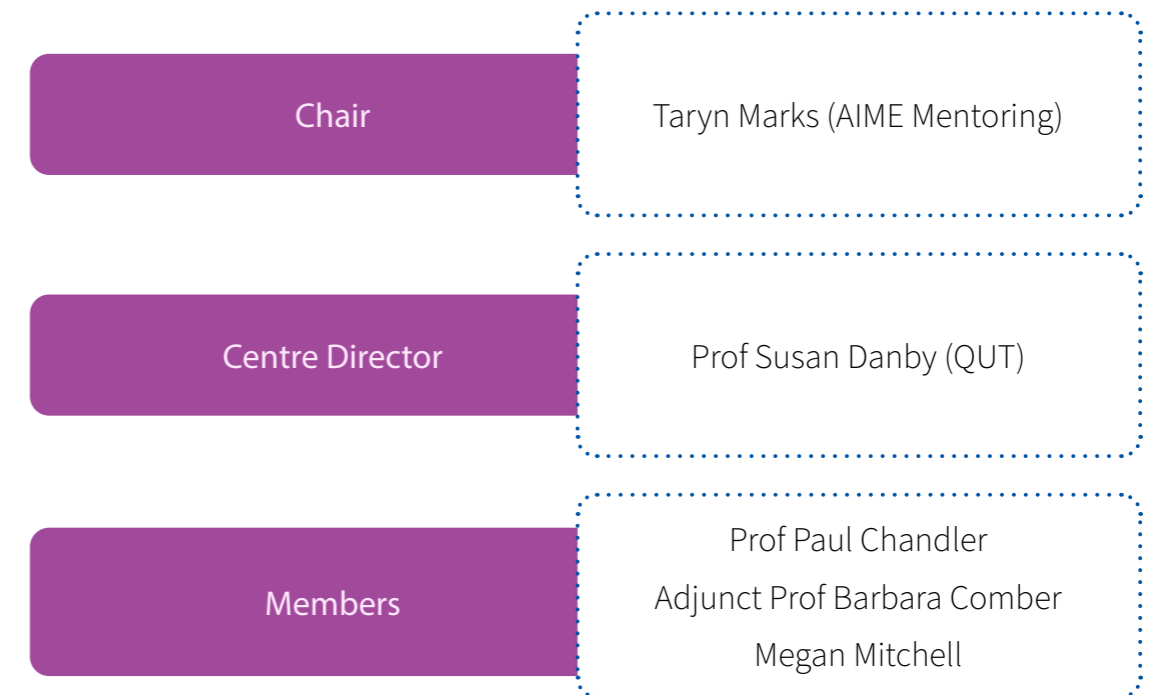 Chair
Taryn Marks (AIME Mentoring)
Centre Director
Prof Susan Danby (QUT)
Members
Prof Paul Chandler
Adjunct Prof Barbara Comber
Megan Mitchell